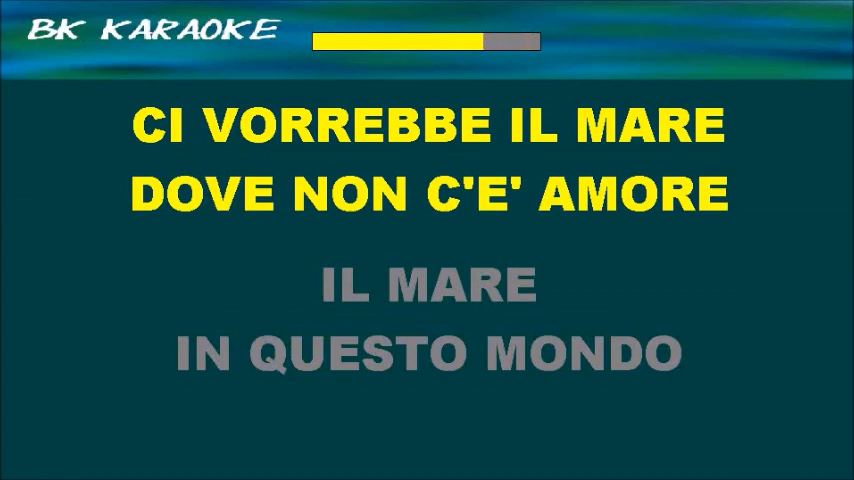 BK KARAOKE
CI VORREBBE IL MARE
DOVE NON C'E' AMORE
IL MARE
IN QUESTO MONDO